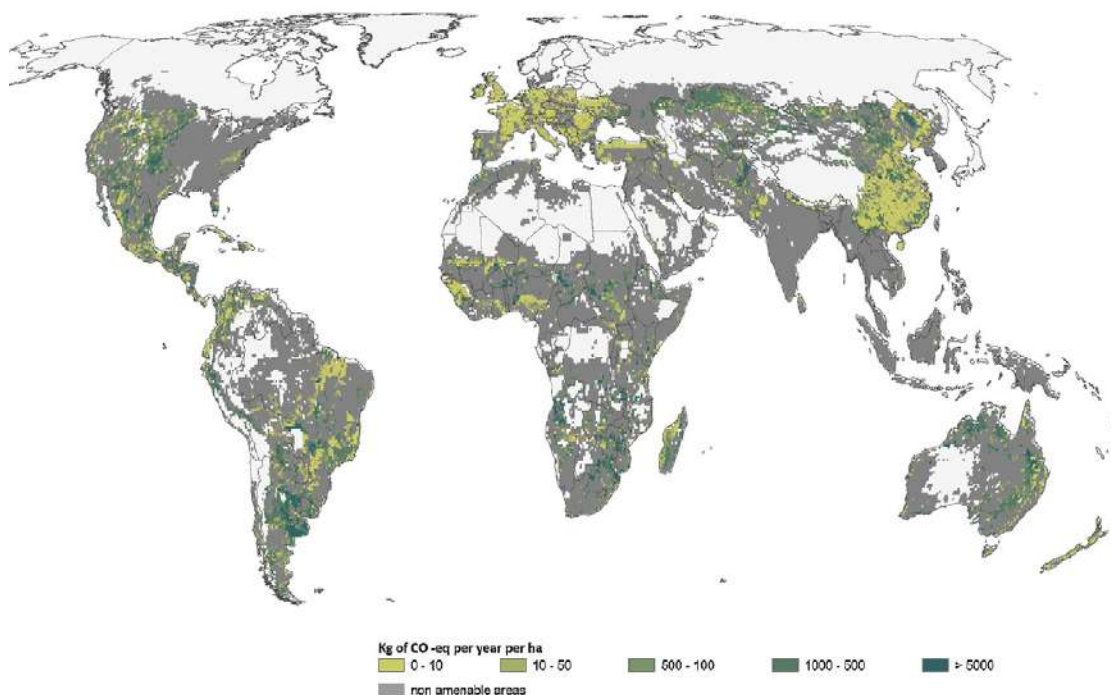 Kg of CO -eq per year per ha
0 - 10 10 - 50 500 - 100 1000 - 500 > 5000
non amenable areas